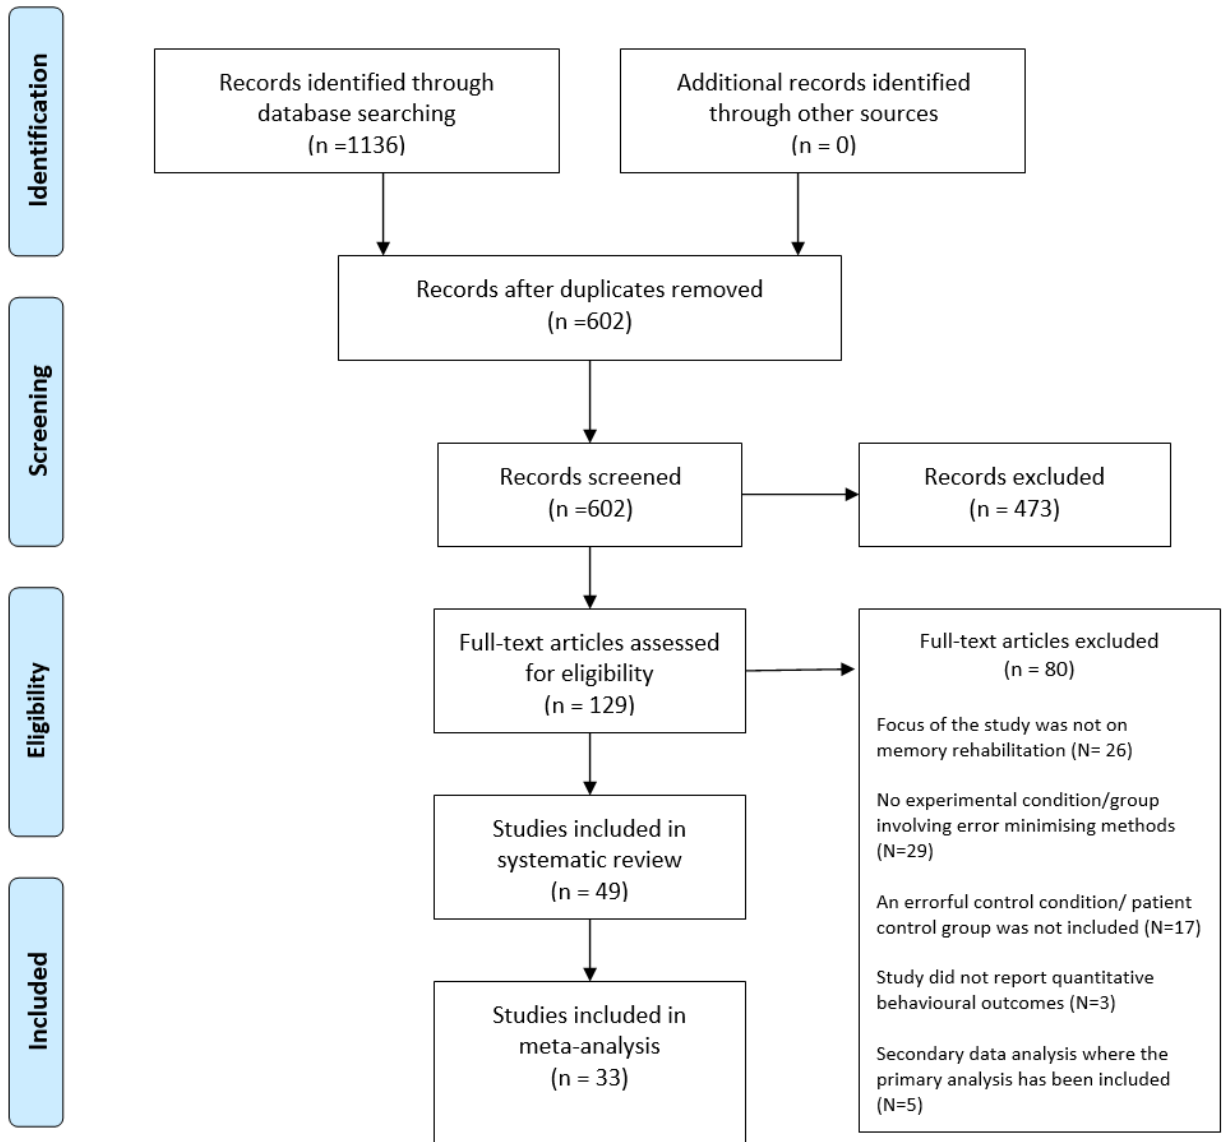 Identification
Records identified through
database searching
(n =1136)
Additional records identified
through other sources
(n = 0)
Records after duplicates removed
(n =602)
Screening
Records screened
(n =602)
Records excluded
(n = 473)
Eligibility
Full-text articles assessed
for eligibility
(n = 129)
Full-text articles excluded
(n = 80)
Focus of the study was not on
memory rehabilitation (N= 26)
No experimental condition/group
involving error minimising methods
(N=29)
An errorful control condition/ patient
control group was not included (N=17)
Study did not report quantitative
behavioural outcomes (N=3)
Secondary data analysis where the
primary analysis has been included
(N=5)
Studies included in
systematic review
(n = 49)
Included
Studies included in
meta-analysis
(n = 33)